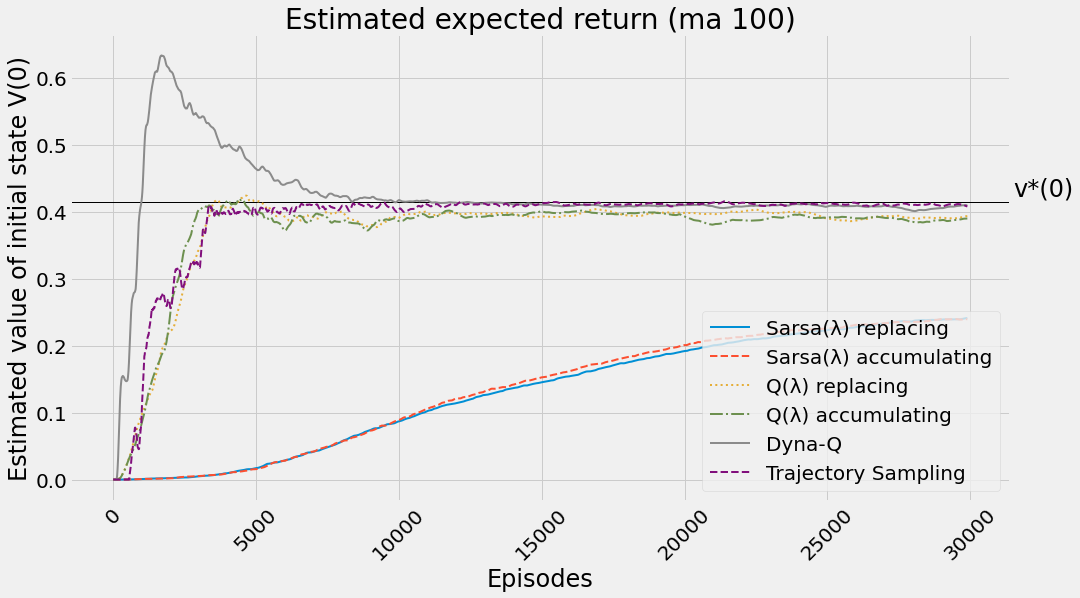 Estimated expected return (ma 100)
Estimated value of initial state V(0)
0.6
0.5
0.4
0.3
0.2
0.1
0.0
v*(0)
Sarsa(λ) replacing
Sarsa(λ) accumulating
Q(λ) replacing
Q(λ) accumulating
Dyna-Q
Trajectory Sampling
0
5000
10000
15000
20000
25000
30000
Episodes